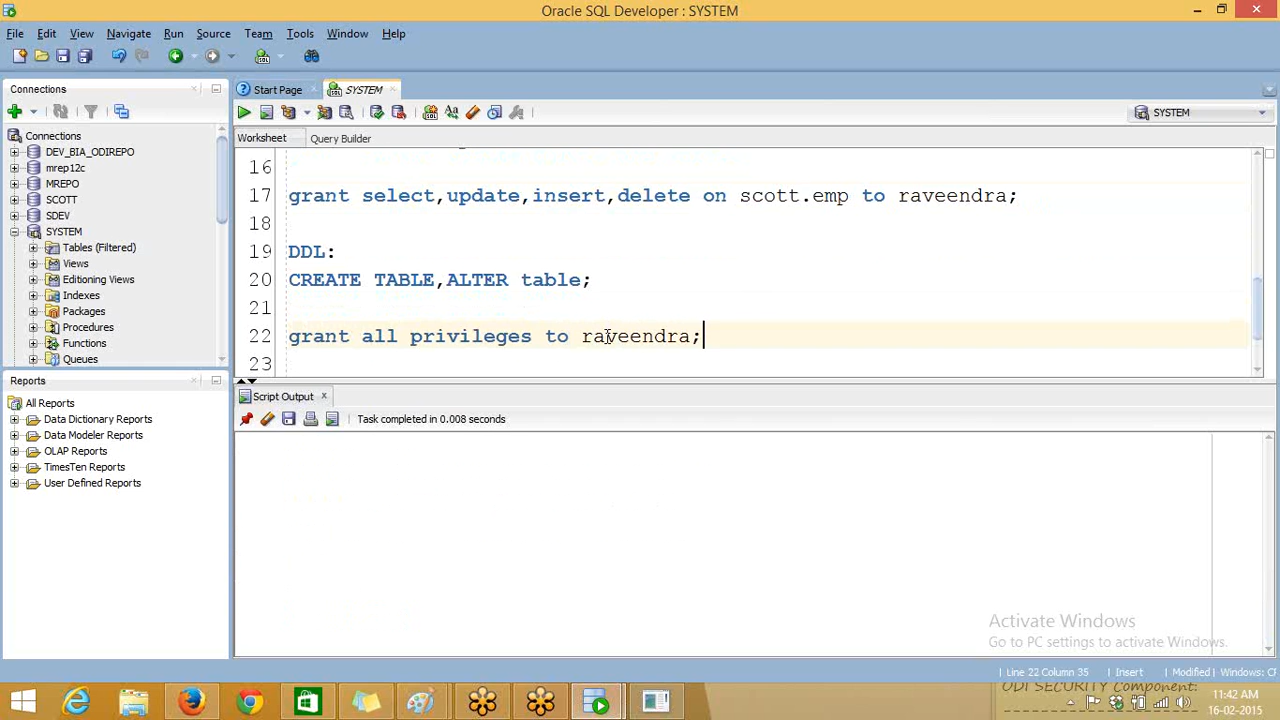 Oracle SQL Developer : SYSTEM
File Edit View Navigate Run Source Team Tools Window Help
Connections
Start Page
SYSTEM
SYSTEM
Worksheet
Query Builder
Connections
DEV_BIA_ODIREPO
mrep12c
MREPO
SCOTT
SDEV
SYSTEM
Tables (Filtered)
Views
Editioning Views
Indexes
Packages
Procedures
Functions
Queues
16
17 grant select,update,insert,delete on scott.emp to raveendra;
18
19 DDL:
20 CREATE TABLE,ALTER table;
21
22 grant all privileges to raveendra;
23
Reports
All Reports
Data Dictionary Reports
Data Modeler Reports
OLAP Reports
TimesTen Reports
User Defined Reports
Script Output
Task completed in 0.008 seconds
Activate Windows
Go to PC settings to activate Windows.
Line 22 Column 35 Insert Modified Windows: CF
ODI SECURITY Component:
11:42 AM
16-02-2015